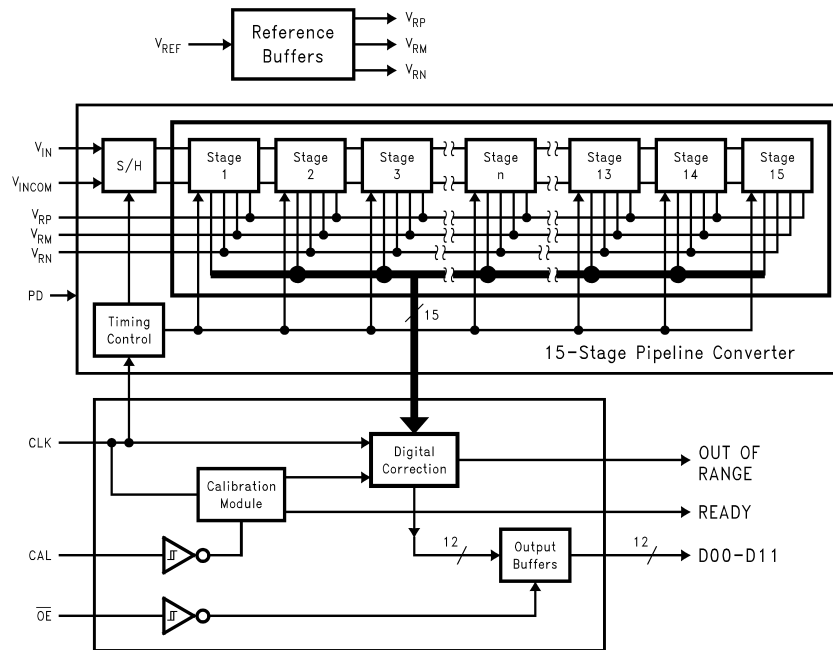 V_REF
Reference
Buffers
V_RP
V_RM
V_RN
V_IN
V_INCOM
S/H
Stage
1
Stage
2
Stage
3
Stage
n
Stage
13
Stage
14
Stage
15
V_RP
V_RM
V_RN
PD
Timing
Control
15
15-Stage Pipeline Converter
CLK
Digital
Correction
OUT OF
RANGE
Calibration
Module
READY
CAL
12
Output
Buffers
12
D00-D11
O̅E̅